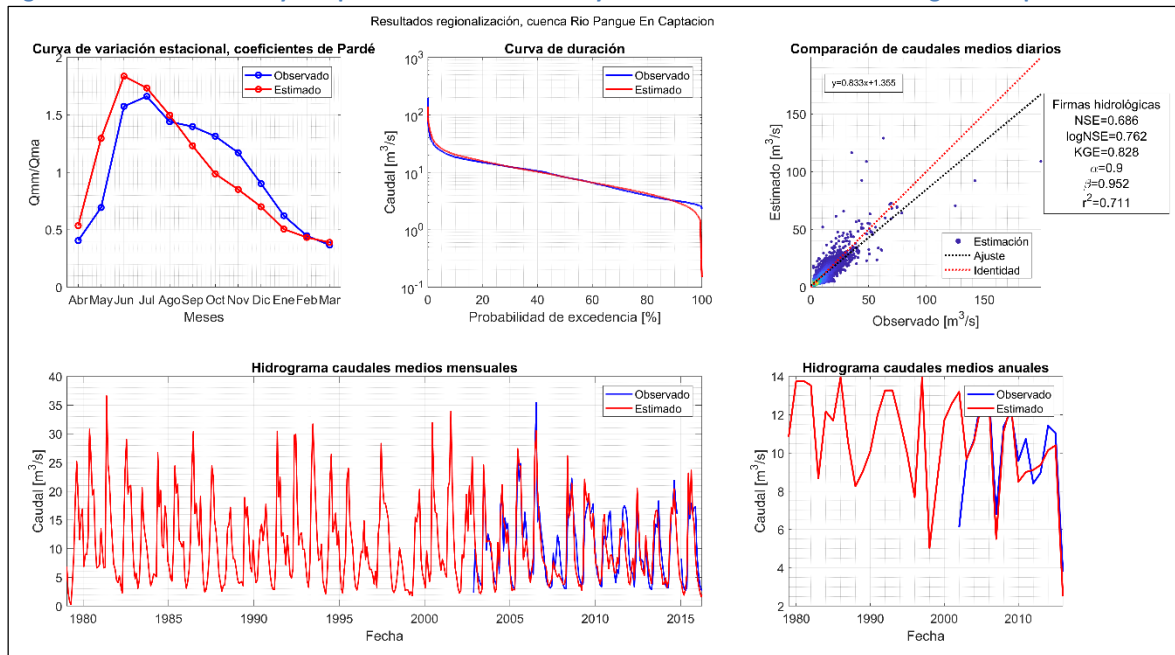 Resultados regionalización, cuenca Rio Pangue En Captacion
Curva de variación estacional, coeficientes de Pardé
Observado
Estimado
Qmm/Qma
2
1.5
1
0.5
0
Abr May Jun Jul Ago Sep Oct Nov Dic Ene Feb Mar
Meses
Curva de duración
Observado
Estimado
Caudal [m³/s]
10³
10²
10¹
10⁰
10⁻¹
0 20 40 60 80 100
Probabilidad de excedencia [%]
Comparación de caudales medios diarios
y=0.833x+1.355
Estimado [m³/s]
150
100
50
0
0 50 100 150
Observado [m³/s]
Estimación
Ajuste
Identidad
Firmas hidrológicas
NSE=0.686
logNSE=0.762
KGE=0.828
α=0.9
β=0.952
r²=0.711
Hidrograma caudales medios mensuales
Observado
Estimado
Caudal [m³/s]
40
35
30
25
20
15
10
5
0
1980 1985 1990 1995 2000 2005 2010 2015
Fecha
Hidrograma caudales medios anuales
Observado
Estimado
Caudal [m³/s]
14
12
10
8
6
4
2
1980 1990 2000 2010
Fecha